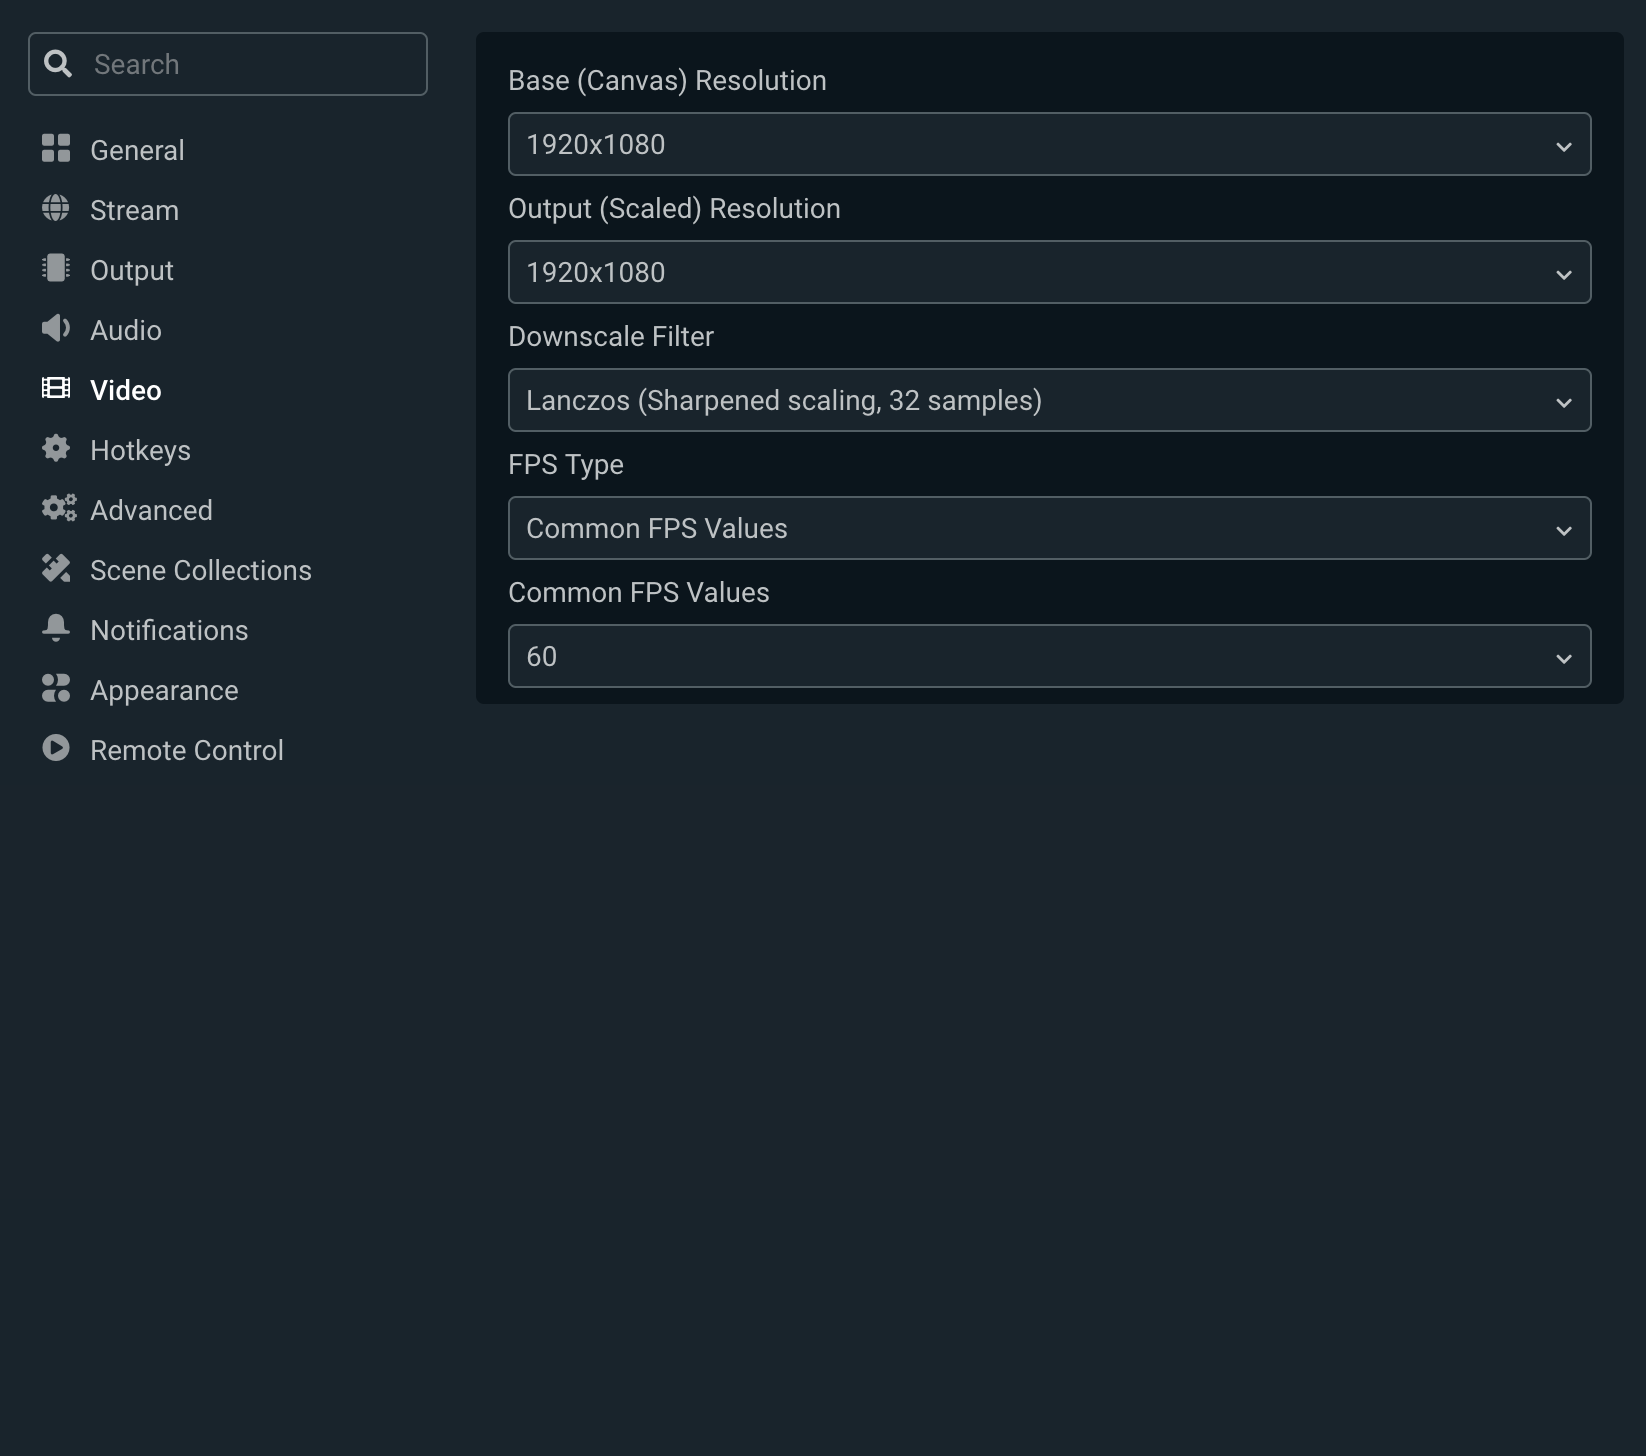 Search
General
Stream
Output
Audio
Video
Hotkeys
Advanced
Scene Collections
Notifications
Appearance
Remote Control
Base (Canvas) Resolution
1920x1080
Output (Scaled) Resolution
1920x1080
Downscale Filter
Lanczos (Sharpened scaling, 32 samples)
FPS Type
Common FPS Values
Common FPS Values
60